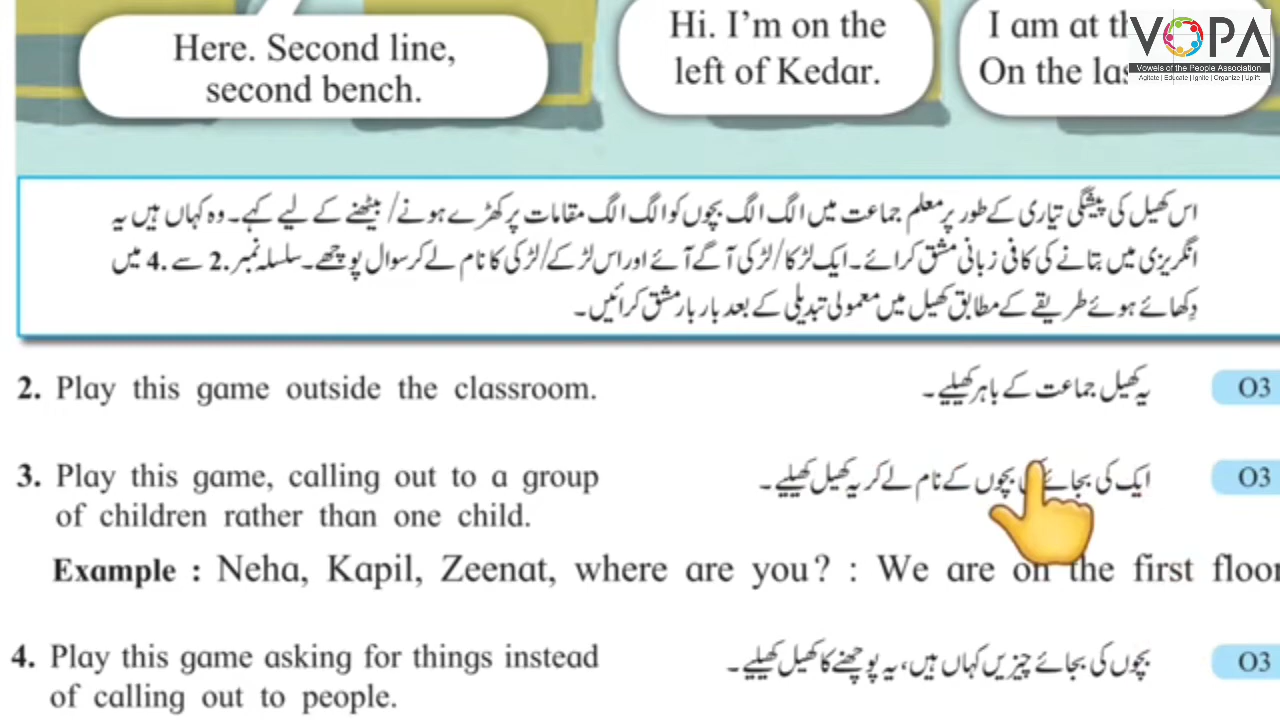 Here. Second line,
second bench.
Hi. I'm on the
left of Kedar.
I am at
On the
VOPA
Vowels of the People Association
Agitate | Educate | Ignite | Organize | Uplift
اس کھیل کی پیشگی تیاری کے طور پر معلم جماعت میں الگ الگ بچوں کو الگ الگ مقامات پر کھڑے ہونے/ بیٹھنے کے لیے کہے۔ وہ کہاں ہیں یہ
انگریزی میں بتانے کی کافی زبانی مشق کرائے۔ ایک لڑکا/لڑکی آگے آئے اور اس لڑکے/لڑکی کا نام لے کر سوال پوچھے۔ سلسلہ نمبر .2 سے .4 میں
دِکھائے ہوئے طریقے کے مطابق کھیل میں معمولی تبدیلی کے بعد بار بار مشق کرائیں۔
2. Play this game outside the classroom.
یہ کھیل جماعت کے باہر کھیلیے۔
O3
3. Play this game, calling out to a group
of children rather than one child.
ایک کی بجائے بچوں کے نام لے کر یہ کھیل کھیلیے۔
O3
Example : Neha, Kapil, Zeenat, where are you? : We are on the first floor
4. Play this game asking for things instead
of calling out to people.
بچوں کی بجائے چیزیں کہاں ہیں، یہ پوچھنے کا کھیل کھیلیے۔
O3